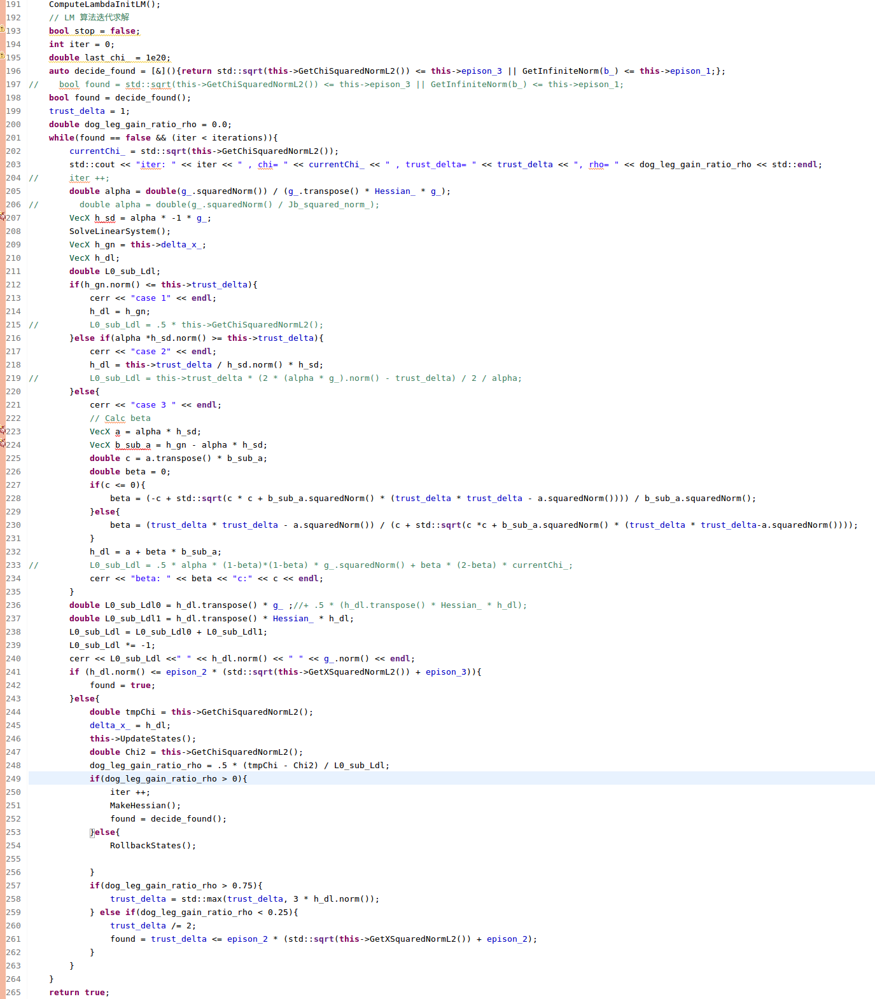 191 ComputeLambdaInitLM();
192 // LM 算法迭代求解
193 bool stop = false;
194 int iter = 0;
195 double last_chi_ = 1e20;
196 auto decide_found = [&](){return std::sqrt(this->GetChiSquaredNormL2()) <= this->epison_3 || GetInfiniteNorm(b_) <= this->epison_1;};
197 // bool found = std::sqrt(this->GetChiSquaredNormL2()) <= this->epison_3 || GetInfiniteNorm(b_) <= this->epison_1;
198 bool found = decide_found();
199 trust_delta = 1;
200 double dog_leg_gain_ratio_rho = 0.0;
201 while(found == false && (iter < iterations)){
202 currentChi_ = std::sqrt(this->GetChiSquaredNormL2());
203 std::cout << "iter: " << iter << " , chi= " << currentChi_ << " , trust_delta= " << trust_delta << ", rho= " << dog_leg_gain_ratio_rho << std::endl;
204 // iter ++;
205 double alpha = double(g_.squaredNorm()) / (g_.transpose() * Hessian_ * g_);
206 // double alpha = double(g_.squaredNorm() / Jb_squared_norm_);
207 VecX h_sd = alpha * -1 * g_;
208 SolveLinearSystem();
209 VecX h_gn = this->delta_x_;
210 VecX h_dl;
211 double L0_sub_Ldl;
212 if(h_gn.norm() <= this->trust_delta){
213 cerr << "case 1" << endl;
214 h_dl = h_gn;
215 // L0_sub_Ldl = .5 * this->GetChiSquaredNormL2();
216 }else if(alpha *h_sd.norm() >= this->trust_delta){
217 cerr << "case 2" << endl;
218 h_dl = this->trust_delta / h_sd.norm() * h_sd;
219 // L0_sub_Ldl = this->trust_delta * (2 * (alpha * g_).norm() - trust_delta) / 2 / alpha;
220 }else{
221 cerr << "case 3 " << endl;
222 // Calc beta
223 VecX a = alpha * h_sd;
224 VecX b_sub_a = h_gn - alpha * h_sd;
225 double c = a.transpose() * b_sub_a;
226 double beta = 0;
227 if(c <= 0){
228 beta = (-c + std::sqrt(c * c + b_sub_a.squaredNorm() * (trust_delta * trust_delta - a.squaredNorm()))) / b_sub_a.squaredNorm();
229 }else{
230 beta = (trust_delta * trust_delta - a.squaredNorm()) / (c + std::sqrt(c *c + b_sub_a.squaredNorm() * (trust_delta * trust_delta-a.squaredNorm())));
231 }
232 h_dl = a + beta * b_sub_a;
233 // L0_sub_Ldl = .5 * alpha * (1-beta)*(1-beta) * g_.squaredNorm() + beta * (2-beta) * currentChi_;
234 cerr << "beta: " << beta << "c:" << c << endl;
235 }
236 double L0_sub_Ldl0 = h_dl.transpose() * g_ ;//+ .5 * (h_dl.transpose() * Hessian_ * h_dl);
237 double L0_sub_Ldl1 = h_dl.transpose() * Hessian_ * h_dl;
238 L0_sub_Ldl = L0_sub_Ldl0 + L0_sub_Ldl1;
239 L0_sub_Ldl *= -1;
240 cerr << L0_sub_Ldl <<" " << h_dl.norm() << " " << g_.norm() << endl;
241 if (h_dl.norm() <= epison_2 * (std::sqrt(this->GetXSquaredNormL2()) + epison_3)){
242 found = true;
243 }else{
244 double tmpChi = this->GetChiSquaredNormL2();
245 delta_x_ = h_dl;
246 this->UpdateStates();
247 double Chi2 = this->GetChiSquaredNormL2();
248 dog_leg_gain_ratio_rho = .5 * (tmpChi - Chi2) / L0_sub_Ldl;
249 if(dog_leg_gain_ratio_rho > 0){
250 iter ++;
251 MakeHessian();
252 found = decide_found();
253 }else{
254 RollbackStates();
255
256 }
257 if(dog_leg_gain_ratio_rho > 0.75){
258 trust_delta = std::max(trust_delta, 3 * h_dl.norm());
259 } else if(dog_leg_gain_ratio_rho < 0.25){
260 trust_delta /= 2;
261 found = trust_delta <= epison_2 * (std::sqrt(this->GetXSquaredNormL2()) + epison_2);
262 }
263 }
264 }
265 return true;